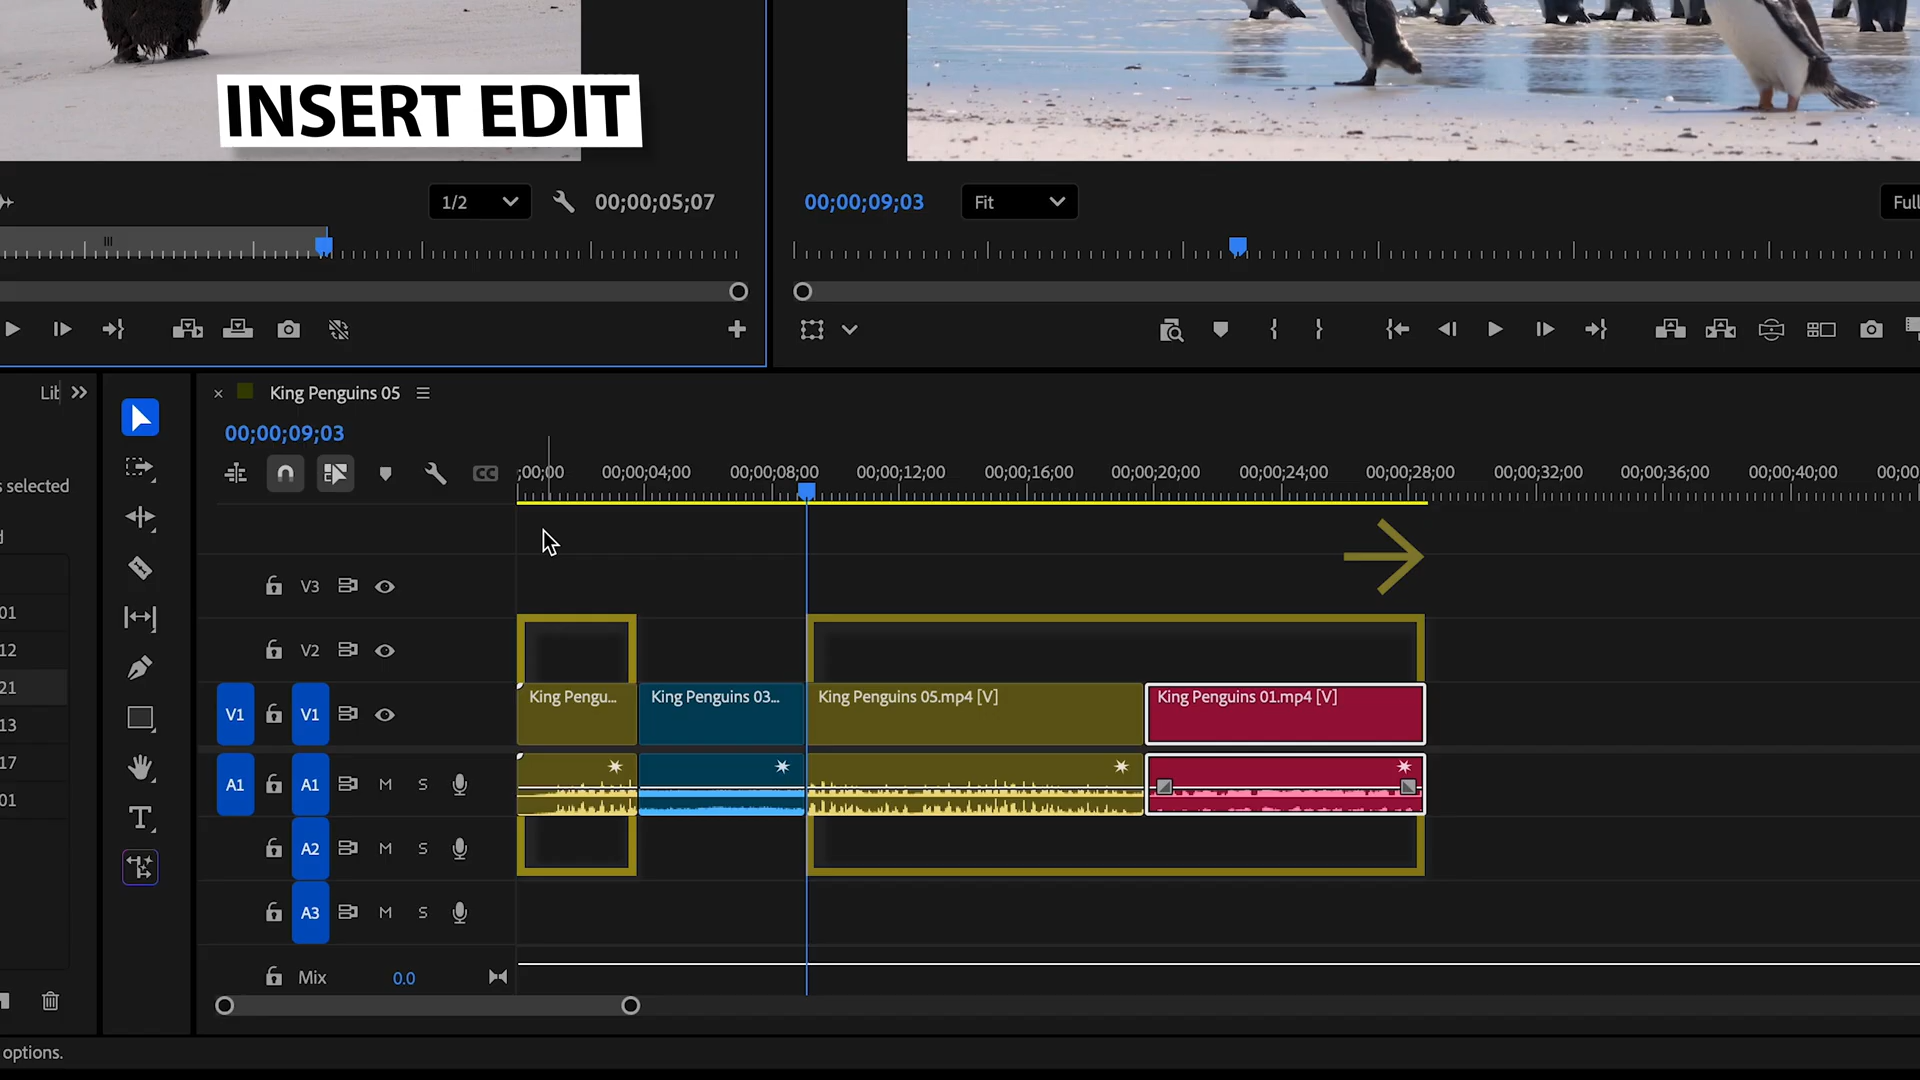 INSERT EDIT
1/2
00;00;05;07
00;00;09;03
Fit
Full
Lit
King Penguins 05
00;00;09;03
;00;00
00;00;04;00
00;00;08;00
00;00;12;00
00;00;16;00
00;00;20;00
00;00;24;00
00;00;28;00
00;00;32;00
00;00;36;00
00;00;40;00
00;00
CC
s selected
d
01
12
21
13
17
01
V3
V2
V1
V1
King Pengu...
King Penguins 03...
King Penguins 05.mp4 [V]
King Penguins 01.mp4 [V]
A1
A1
M
S
A2
M
S
A3
M
S
Mix
0.0
options.